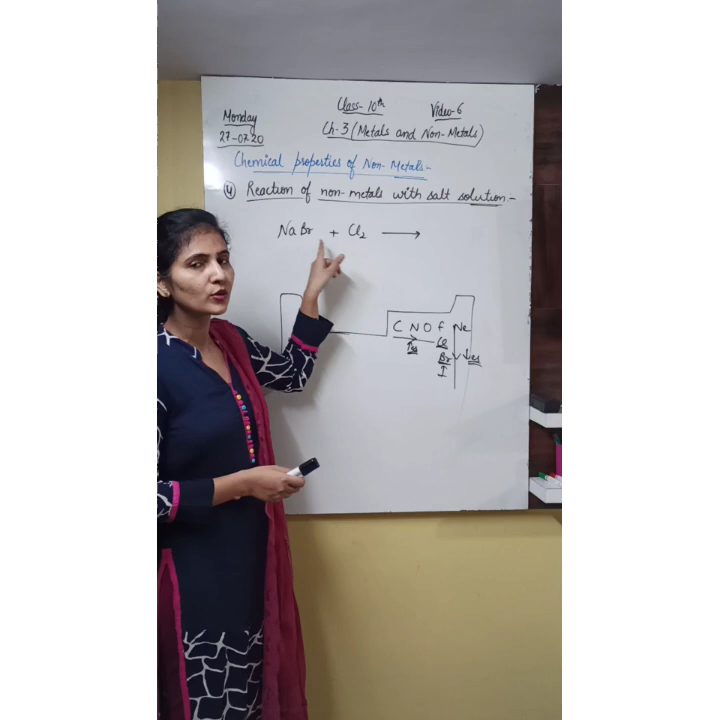 Class-10th Video-6
Monday
27-07-20
Ch-3 (Metals and Non-Metals)
Chemical properties of Non-Metals-
(4) Reaction of non-metals with salt solution-
NaBr + Cl2 →
C N O F Ne
Cl
Br
I